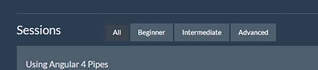 Sessions All Beginner Intermediate Advanced
Using Angular 4 Pipes